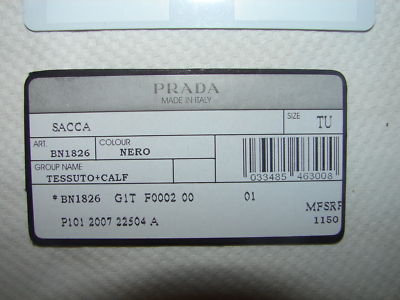 PRADA
MADE IN ITALY
SACCA
SIZE TU
ART. COLOUR
BN1826 NERO
GROUP NAME
TESSUTO+CALF
033485 463008
*BN1826 G1T F0002 00 01
MFSRP
P101 2007 22504 A 1150